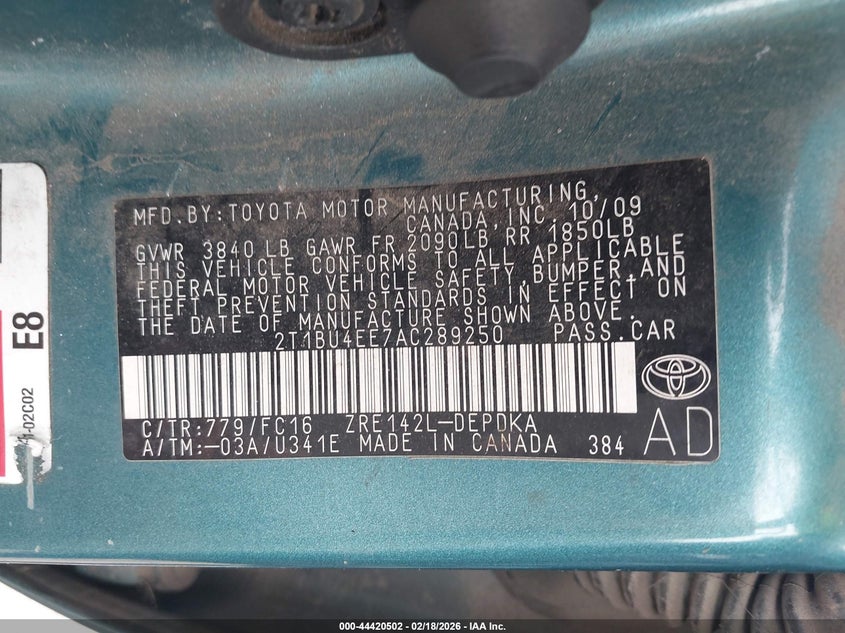 MFD. BY: TOYOTA MOTOR MANUFACTURING,
CANADA, INC. 10/09
GVWR 3840 LB GAWR FR 2090LB RR 1850LB
THIS VEHICLE CONFORMS TO ALL APPLICABLE
FEDERAL MOTOR VEHICLE SAFETY, BUMPER, AND
THEFT PREVENTION STANDARDS IN EFFECT ON
THE DATE OF MANUFACTURE SHOWN ABOVE.
2T1BU4EE7AC289250 PASS. CAR
C/TR: 779/FC16 ZRE142L-DEPDKA
A/TM: -03A/U341E MADE IN CANADA 384
AD
E8
-02C02
000-44420502 - 02/18/2026 - IAA Inc.